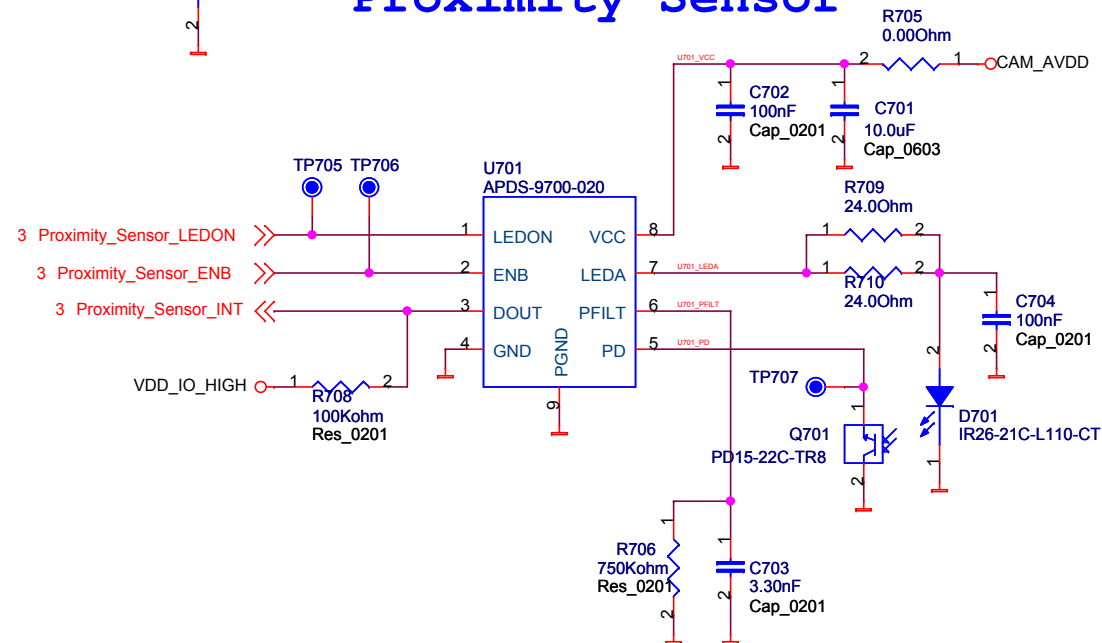 Proximity Sensor
2
R705
0.00Ohm
U701_VCC
2
1
CAM_AVDD
1
C702
100nF
Cap_0201
2
1
C701
10.0uF
Cap_0603
2
TP705
TP706
U701
APDS-9700-020
R709
24.0Ohm
3 Proximity_Sensor_LEDON
1
LEDON
VCC
8
1
2
3 Proximity_Sensor_ENB
2
ENB
LEDA
7
U701_LEDA
1
2
R710
24.0Ohm
3 Proximity_Sensor_INT
3
DOUT
PFILT
6
U701_PFILT
1
C704
100nF
Cap_0201
2
4
GND
PGND
PD
5
U701_PD
2
VDD_IO_HIGH
1
2
R708
100Kohm
Res_0201
9
TP707
1
Q701
PD15-22C-TR8
2
D701
IR26-21C-L110-CT
1
1
R706
750Kohm
Res_0201
2
1
C703
3.30nF
Cap_0201
2